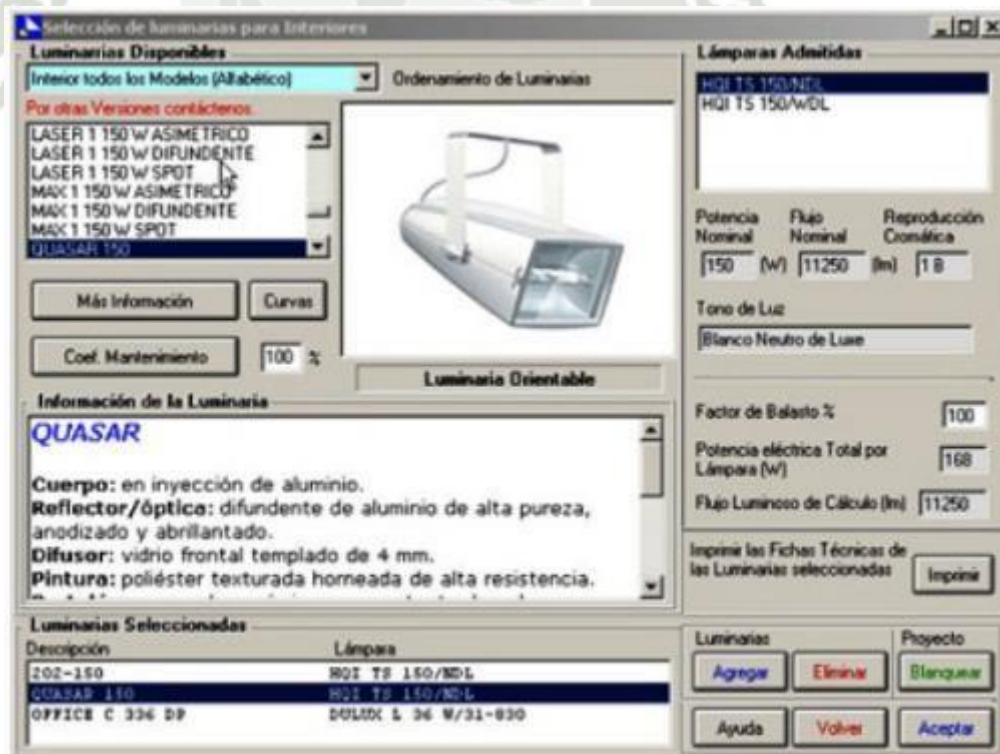 Selección de luminarias para Interiores
Luminarrias Disponibles
Interior todos los Modelos (Alfabético)
Ordenamiento de Luminarias
Por otras Versiones contáctenos.
LASER 1 150 W ASIMETRICO
LASER 1 150 W DIFUNDENTE
LASER 1 150 W SPOT
MAX 1 150 W ASIMETRICO
MAX 1 150 W DIFUNDENTE
MAX 1 150 W SPOT
QUASAR 150
Más Información
Curvas
Coef. Mantenimiento
100 %
Luminaria Orientable
Información de la Luminaria
QUASAR
Cuerpo: en inyección de aluminio.
Reflector/óptica: difundente de aluminio de alta pureza,
anodizado y abrillantado.
Difusor: vidrio frontal templado de 4 mm.
Pintura: poliéster texturada horneada de alta resistencia.
Lámparas Admitidas
HQI TS 150/NDL
HQI TS 150/WDL
Potencia Nominal
Flujo Nominal
Reproducción Cromática
150 (W) 11250 (lm) 1 B
Tono de Luz
Blanco Neutro de Luxe
Factor de Balasto % 100
Potencia eléctrica Total por
Lámpara (W) 168
Flujo Luminoso de Cálculo (lm) 11250
Imprimir las Fichas Técnicas de
las Luminarias seleccionadas
Imprimir
Luminarias Seleccionadas
Descripción Lámpara
202-150 HQI TS 150/NDL
QUASAR 150 HQI TS 150/NDL
OFFICE C 336 DP DULUX L 36 W/31-830
Luminarias Proyecto
Agregar Eliminar Blanquear
Ayuda Volver Aceptar